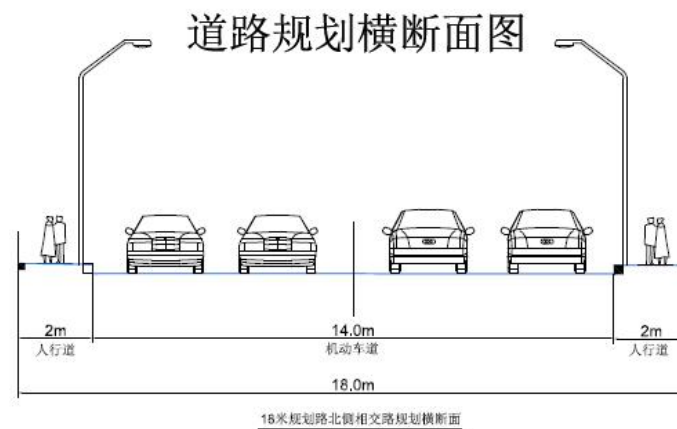 道路规划横断面图
2m 14.0m 2m
人行道 机动车道 人行道
18.0m
18米规划路北侧相交路规划横断面